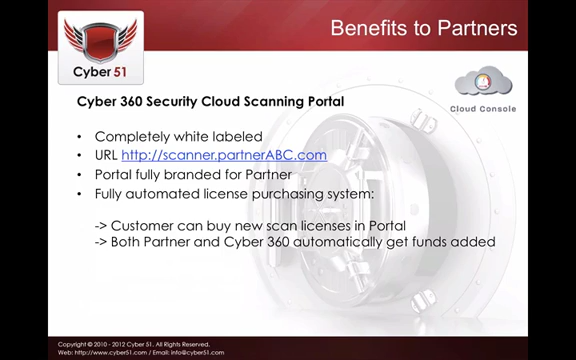 Benefits to Partners
Cyber 51
Cyber 360 Security Cloud Scanning Portal
Cloud Console
• Completely white labeled
• URL http://scanner.partnerABC.com
• Portal fully branded for Partner
• Fully automated license purchasing system:
-> Customer can buy new scan licenses in Portal
-> Both Partner and Cyber 360 automatically get funds added
Copyright © 2010 - 2012 Cyber 51. All Rights Reserved.
Web: http://www.cyber51.com / Email: info@cyber51.com